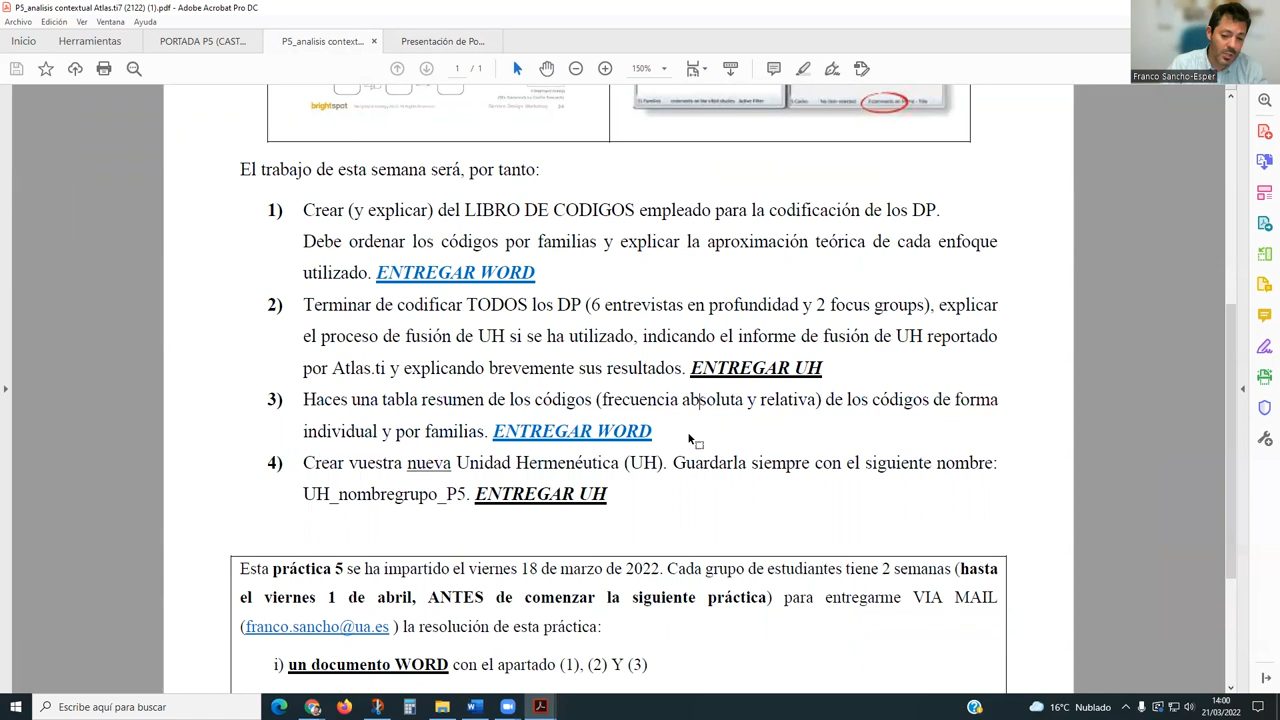 P5_analisis contextual Atlas.ti7 (2122) (1).pdf - Adobe Acrobat Pro DC
Archivo Edición Ver Ventana Ayuda
Inicio Herramientas PORTADA P5 (CAST... P5_analisis context... × Presentación de Po...
1 / 1 150%
Franco Sancho-Esper
brightspot
El trabajo de esta semana será, por tanto:
1) Crear (y explicar) del LIBRO DE CODIGOS empleado para la codificación de los DP.
Debe ordenar los códigos por familias y explicar la aproximación teórica de cada enfoque
utilizado. ENTREGAR WORD
2) Terminar de codificar TODOS los DP (6 entrevistas en profundidad y 2 focus groups), explicar
el proceso de fusión de UH si se ha utilizado, indicando el informe de fusión de UH reportado
por Atlas.ti y explicando brevemente sus resultados. ENTREGAR UH
3) Haces una tabla resumen de los códigos (frecuencia absoluta y relativa) de los códigos de forma
individual y por familias. ENTREGAR WORD
4) Crear vuestra nueva Unidad Hermenéutica (UH). Guardarla siempre con el siguiente nombre:
UH_nombregrupo_P5. ENTREGAR UH
Esta práctica 5 se ha impartido el viernes 18 de marzo de 2022. Cada grupo de estudiantes tiene 2 semanas (hasta
el viernes 1 de abril, ANTES de comenzar la siguiente práctica) para entregarme VIA MAIL
(franco.sancho@ua.es ) la resolución de esta práctica:
i) un documento WORD con el apartado (1), (2) Y (3)
Escribe aquí para buscar
16°C Nublado
14:00
21/03/2022